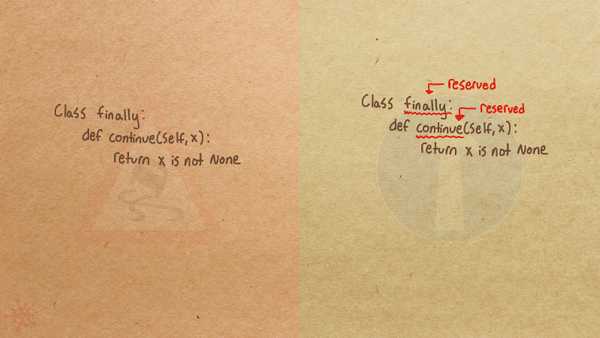 Class finally:
def continue(self, x):
return x is not None
reserved
Class finally:
reserved
def continue(self, x):
return x is not None